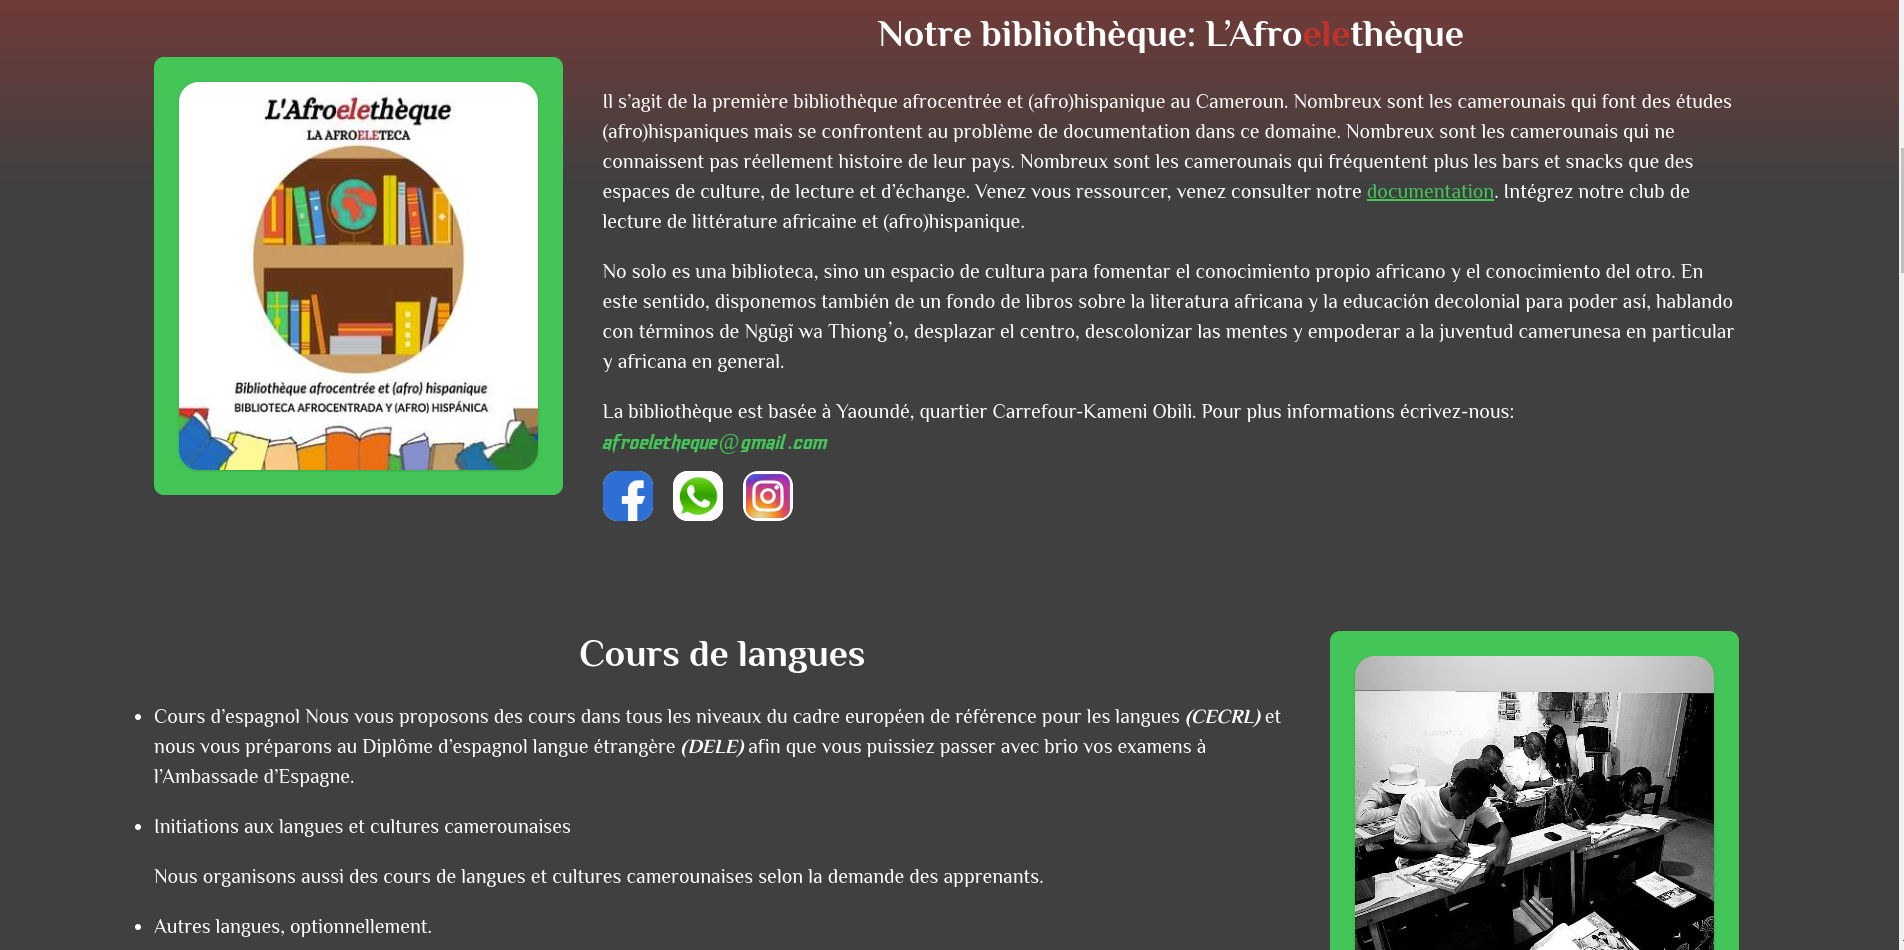 Notre bibliothèque: L’Afroelethèque
L'Afroelethèque
LA AFROELETECA
Bibliothèque afrocentrée et (afro) hispanique
BIBLIOTECA AFROCENTRADA Y (AFRO) HISPÁNICA
Il s’agit de la première bibliothèque afrocentrée et (afro)hispanique au Cameroun. Nombreux sont les camerounais qui font des études
(afro)hispaniques mais se confrontent au problème de documentation dans ce domaine. Nombreux sont les camerounais qui ne
connaissent pas réellement histoire de leur pays. Nombreux sont les camerounais qui fréquentent plus les bars et snacks que des
espaces de culture, de lecture et d’échange. Venez vous ressourcer, venez consulter notre documentation. Intégrez notre club de
lecture de littérature africaine et (afro)hispanique.
No solo es una biblioteca, sino un espacio de cultura para fomentar el conocimiento propio africano y el conocimiento del otro. En
este sentido, disponemos también de un fondo de libros sobre la literatura africana y la educación decolonial para poder así, hablando
con términos de Ngũgĩ wa Thiong’o, desplazar el centro, descolonizar las mentes y empoderar a la juventud camerunesa en particular
y africana en general.
La bibliothèque est basée à Yaoundé, quartier Carrefour-Kameni Obili. Pour plus informations écrivez-nous:
afroeletheque@gmail.com
Cours de langues
• Cours d’espagnol Nous vous proposons des cours dans tous les niveaux du cadre européen de référence pour les langues (CECRL) et
nous vous préparons au Diplôme d’espagnol langue étrangère (DELE) afin que vous puissiez passer avec brio vos examens à
l’Ambassade d’Espagne.
• Initiations aux langues et cultures camerounaises
Nous organisons aussi des cours de langues et cultures camerounaises selon la demande des apprenants.
• Autres langues, optionnellement.